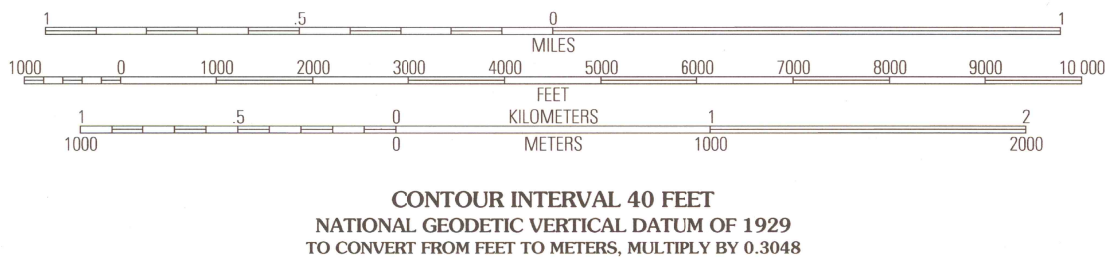 1 .5 0 1
MILES
1000 0 1000 2000 3000 4000 5000 6000 7000 8000 9000 10 000
FEET
1 .5 0 KILOMETERS 1 2
1000 0 METERS 1000 2000
CONTOUR INTERVAL 40 FEET
NATIONAL GEODETIC VERTICAL DATUM OF 1929
TO CONVERT FROM FEET TO METERS, MULTIPLY BY 0.3048